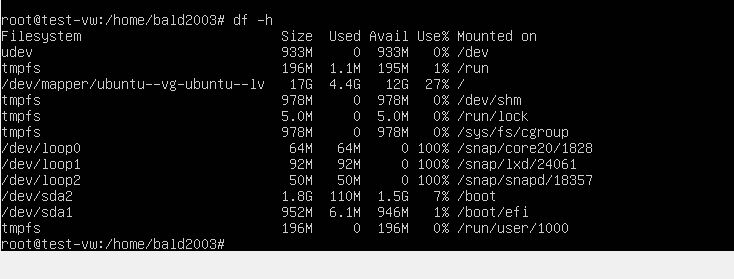 root@test-vw:/home/bald2003# df -h
Filesystem                         Size  Used Avail Use% Mounted on
udev                               933M     0  933M   0% /dev
tmpfs                              196M  1.1M  195M   1% /run
/dev/mapper/ubuntu--vg-ubuntu--lv   17G  4.4G   12G  27% /
tmpfs                              978M     0  978M   0% /dev/shm
tmpfs                              5.0M     0  5.0M   0% /run/lock
tmpfs                              978M     0  978M   0% /sys/fs/cgroup
/dev/loop0                          64M   64M     0 100% /snap/core20/1828
/dev/loop1                          92M   92M     0 100% /snap/lxd/24061
/dev/loop2                          50M   50M     0 100% /snap/snapd/18357
/dev/sda2                          1.8G  110M  1.5G   7% /boot
/dev/sda1                          952M  6.1M  946M   1% /boot/efi
tmpfs                              196M     0  196M   0% /run/user/1000
root@test-vw:/home/bald2003#